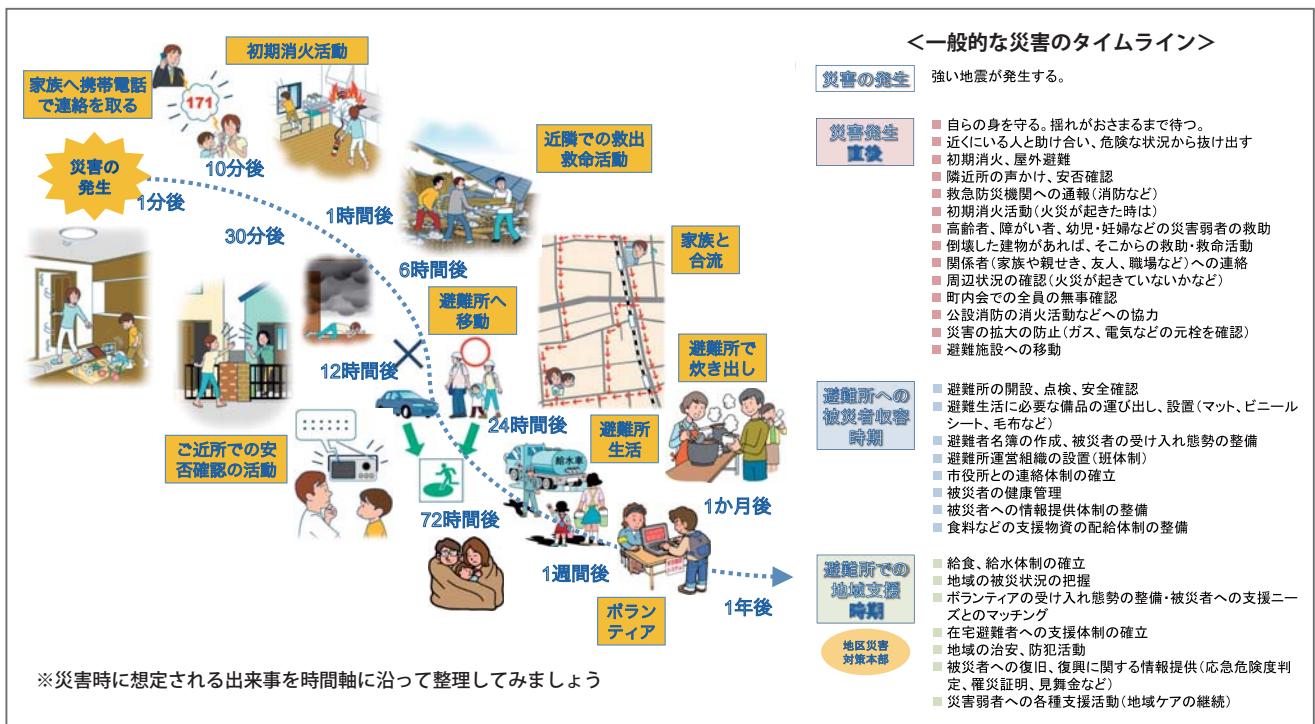 初期消火活動
家族へ携帯電話
で連絡を取る
171
災害の
発生
1分後
10分後
30分後
近隣での救出
救命活動
1時間後
6時間後
家族と
合流
避難所へ
移動
12時間後
ご近所での安
否確認の活動
24時間後
避難所で
炊き出し
避難所
生活
給水車
72時間後
1週間後
1か月後
ボラン
ティア
1年後
※災害時に想定される出来事を時間軸に沿って整理してみましょう
＜一般的な災害のタイムライン＞
災害の発生
強い地震が発生する。
災害発生
直後
■ 自らの身を守る。揺れがおさまるまで待つ。
■ 近くにいる人と助け合い、危険な状況から抜け出す
■ 初期消火、屋外避難
■ 隣近所の声かけ、安否確認
■ 救急防災機関への通報（消防など）
■ 初期消火活動（火災が起きた時は）
■ 高齢者、障がい者、幼児・妊婦などの災害弱者の救助
■ 倒壊した建物があれば、そこからの救助・救命活動
■ 関係者（家族や親せき、友人、職場など）への連絡
■ 周辺状況の確認（火災が起きていないかなど）
■ 町内会での全員の無事確認
■ 公設消防の消火活動などへの協力
■ 災害の拡大の防止（ガス、電気などの元栓を確認）
■ 避難施設への移動
避難所への
被災者収容
時期
■ 避難所の開設、点検、安全確認
■ 避難生活に必要な備品の運び出し、設置（マット、ビニール
シート、毛布など）
■ 避難者名簿の作成、被災者の受け入れ態勢の整備
■ 避難所運営組織の設置（班体制）
■ 市役所との連絡体制の確立
■ 被災者の健康管理
■ 被災者への情報提供体制の整備
■ 食料などの支援物資の配給体制の整備
避難所での
地域支援
時期
地区災害
対策本部
■ 給食、給水体制の確立
■ 地域の被災状況の把握
■ ボランティアの受け入れ態勢の整備・被災者への支援ニー
ズとのマッチング
■ 在宅避難者への支援体制の確立
■ 地域の治安、防犯活動
■ 被災者への復旧、復興に関する情報提供（応急危険度判
定、罹災証明、見舞金など）
■ 災害弱者への各種支援活動（地域ケアの継続）